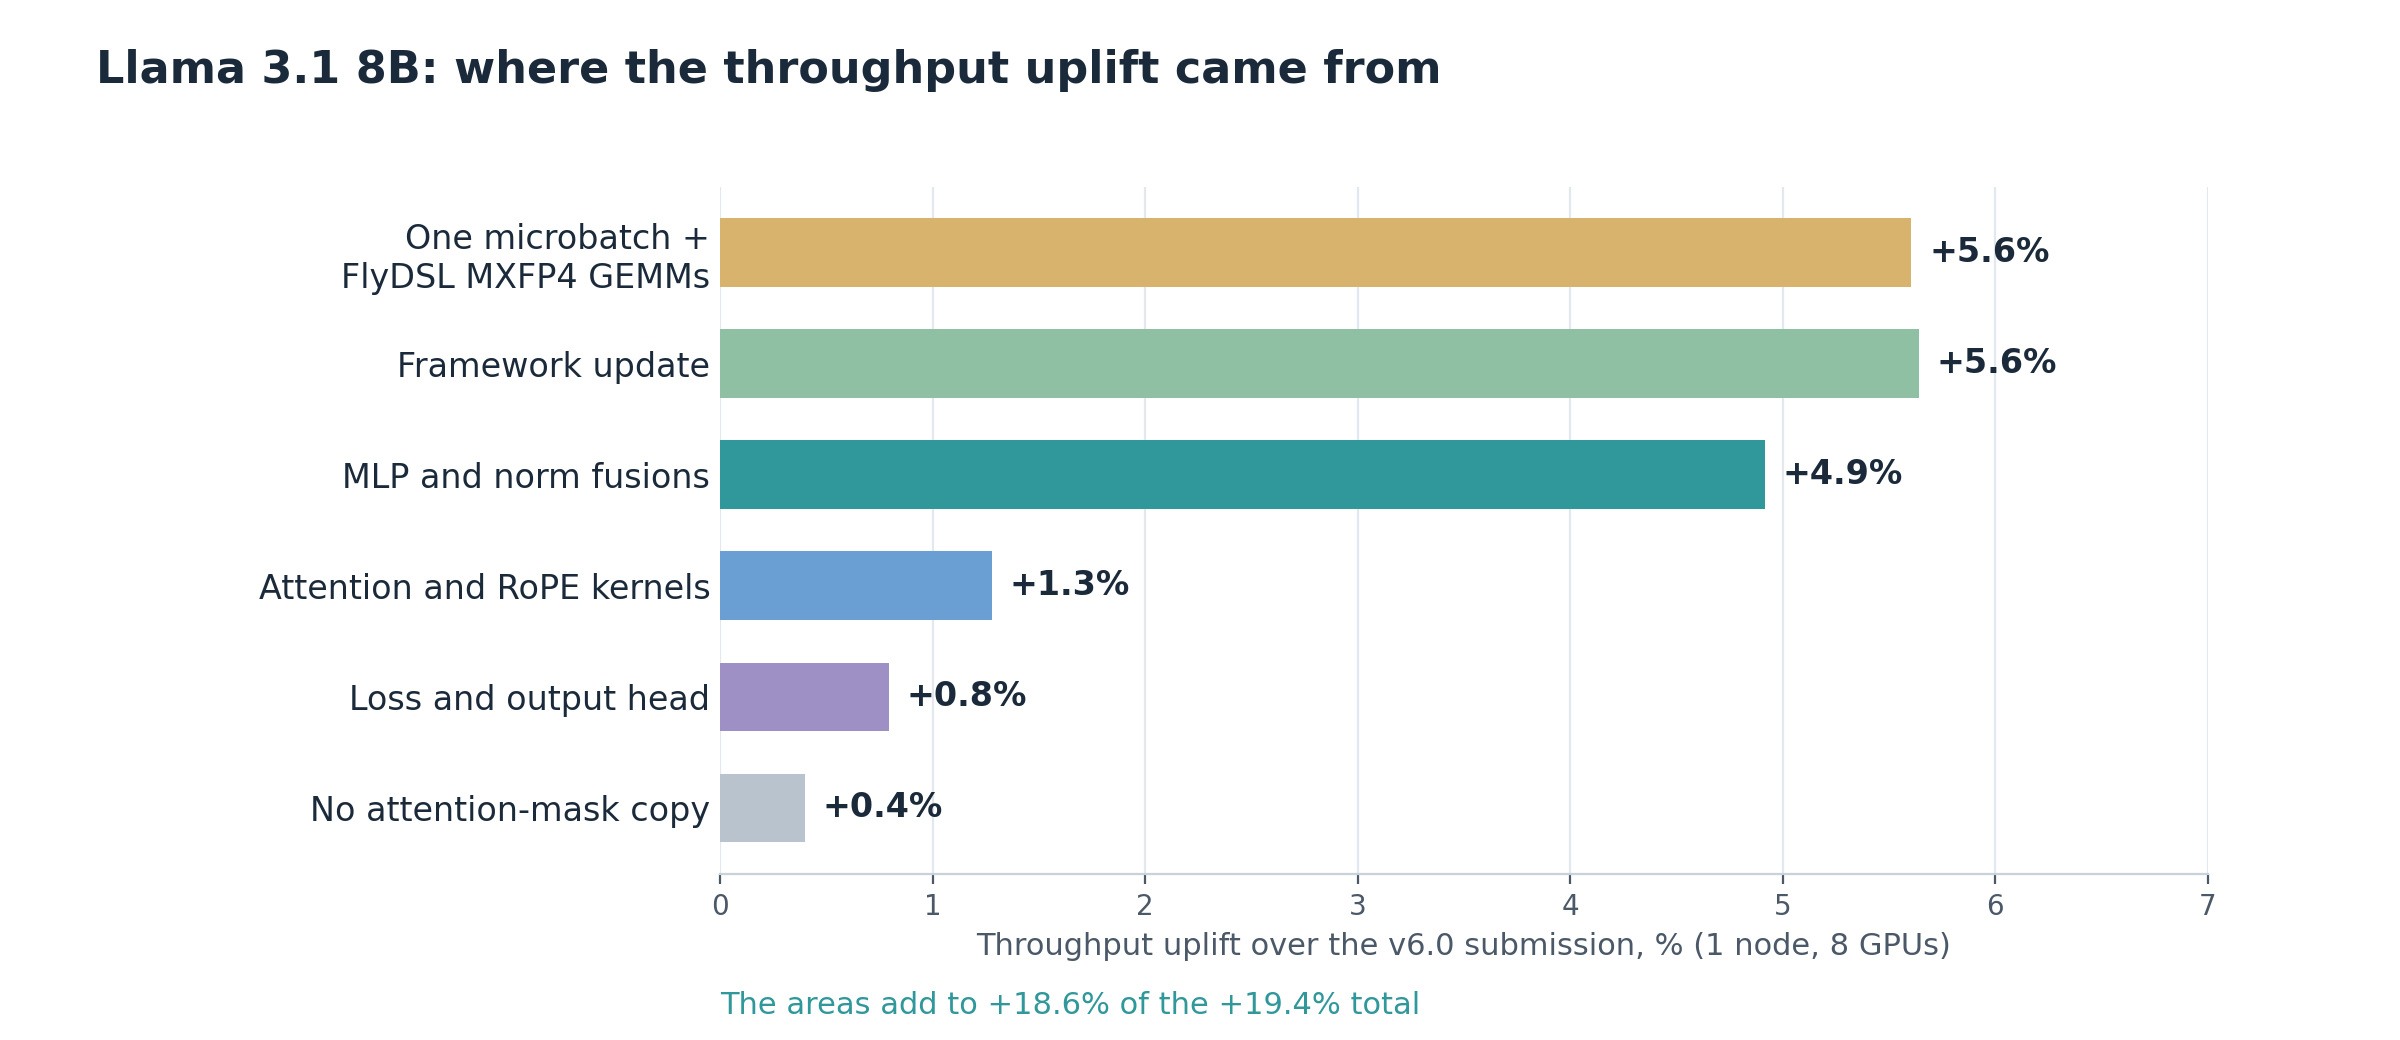 Llama 3.1 8B: where the throughput uplift came from
One microbatch +
FlyDSL MXFP4 GEMMs
+5.6%
Framework update
+5.6%
MLP and norm fusions
+4.9%
Attention and RoPE kernels
+1.3%
Loss and output head
+0.8%
No attention-mask copy
+0.4%
0 1 2 3 4 5 6 7
Throughput uplift over the v6.0 submission, % (1 node, 8 GPUs)
The areas add to +18.6% of the +19.4% total